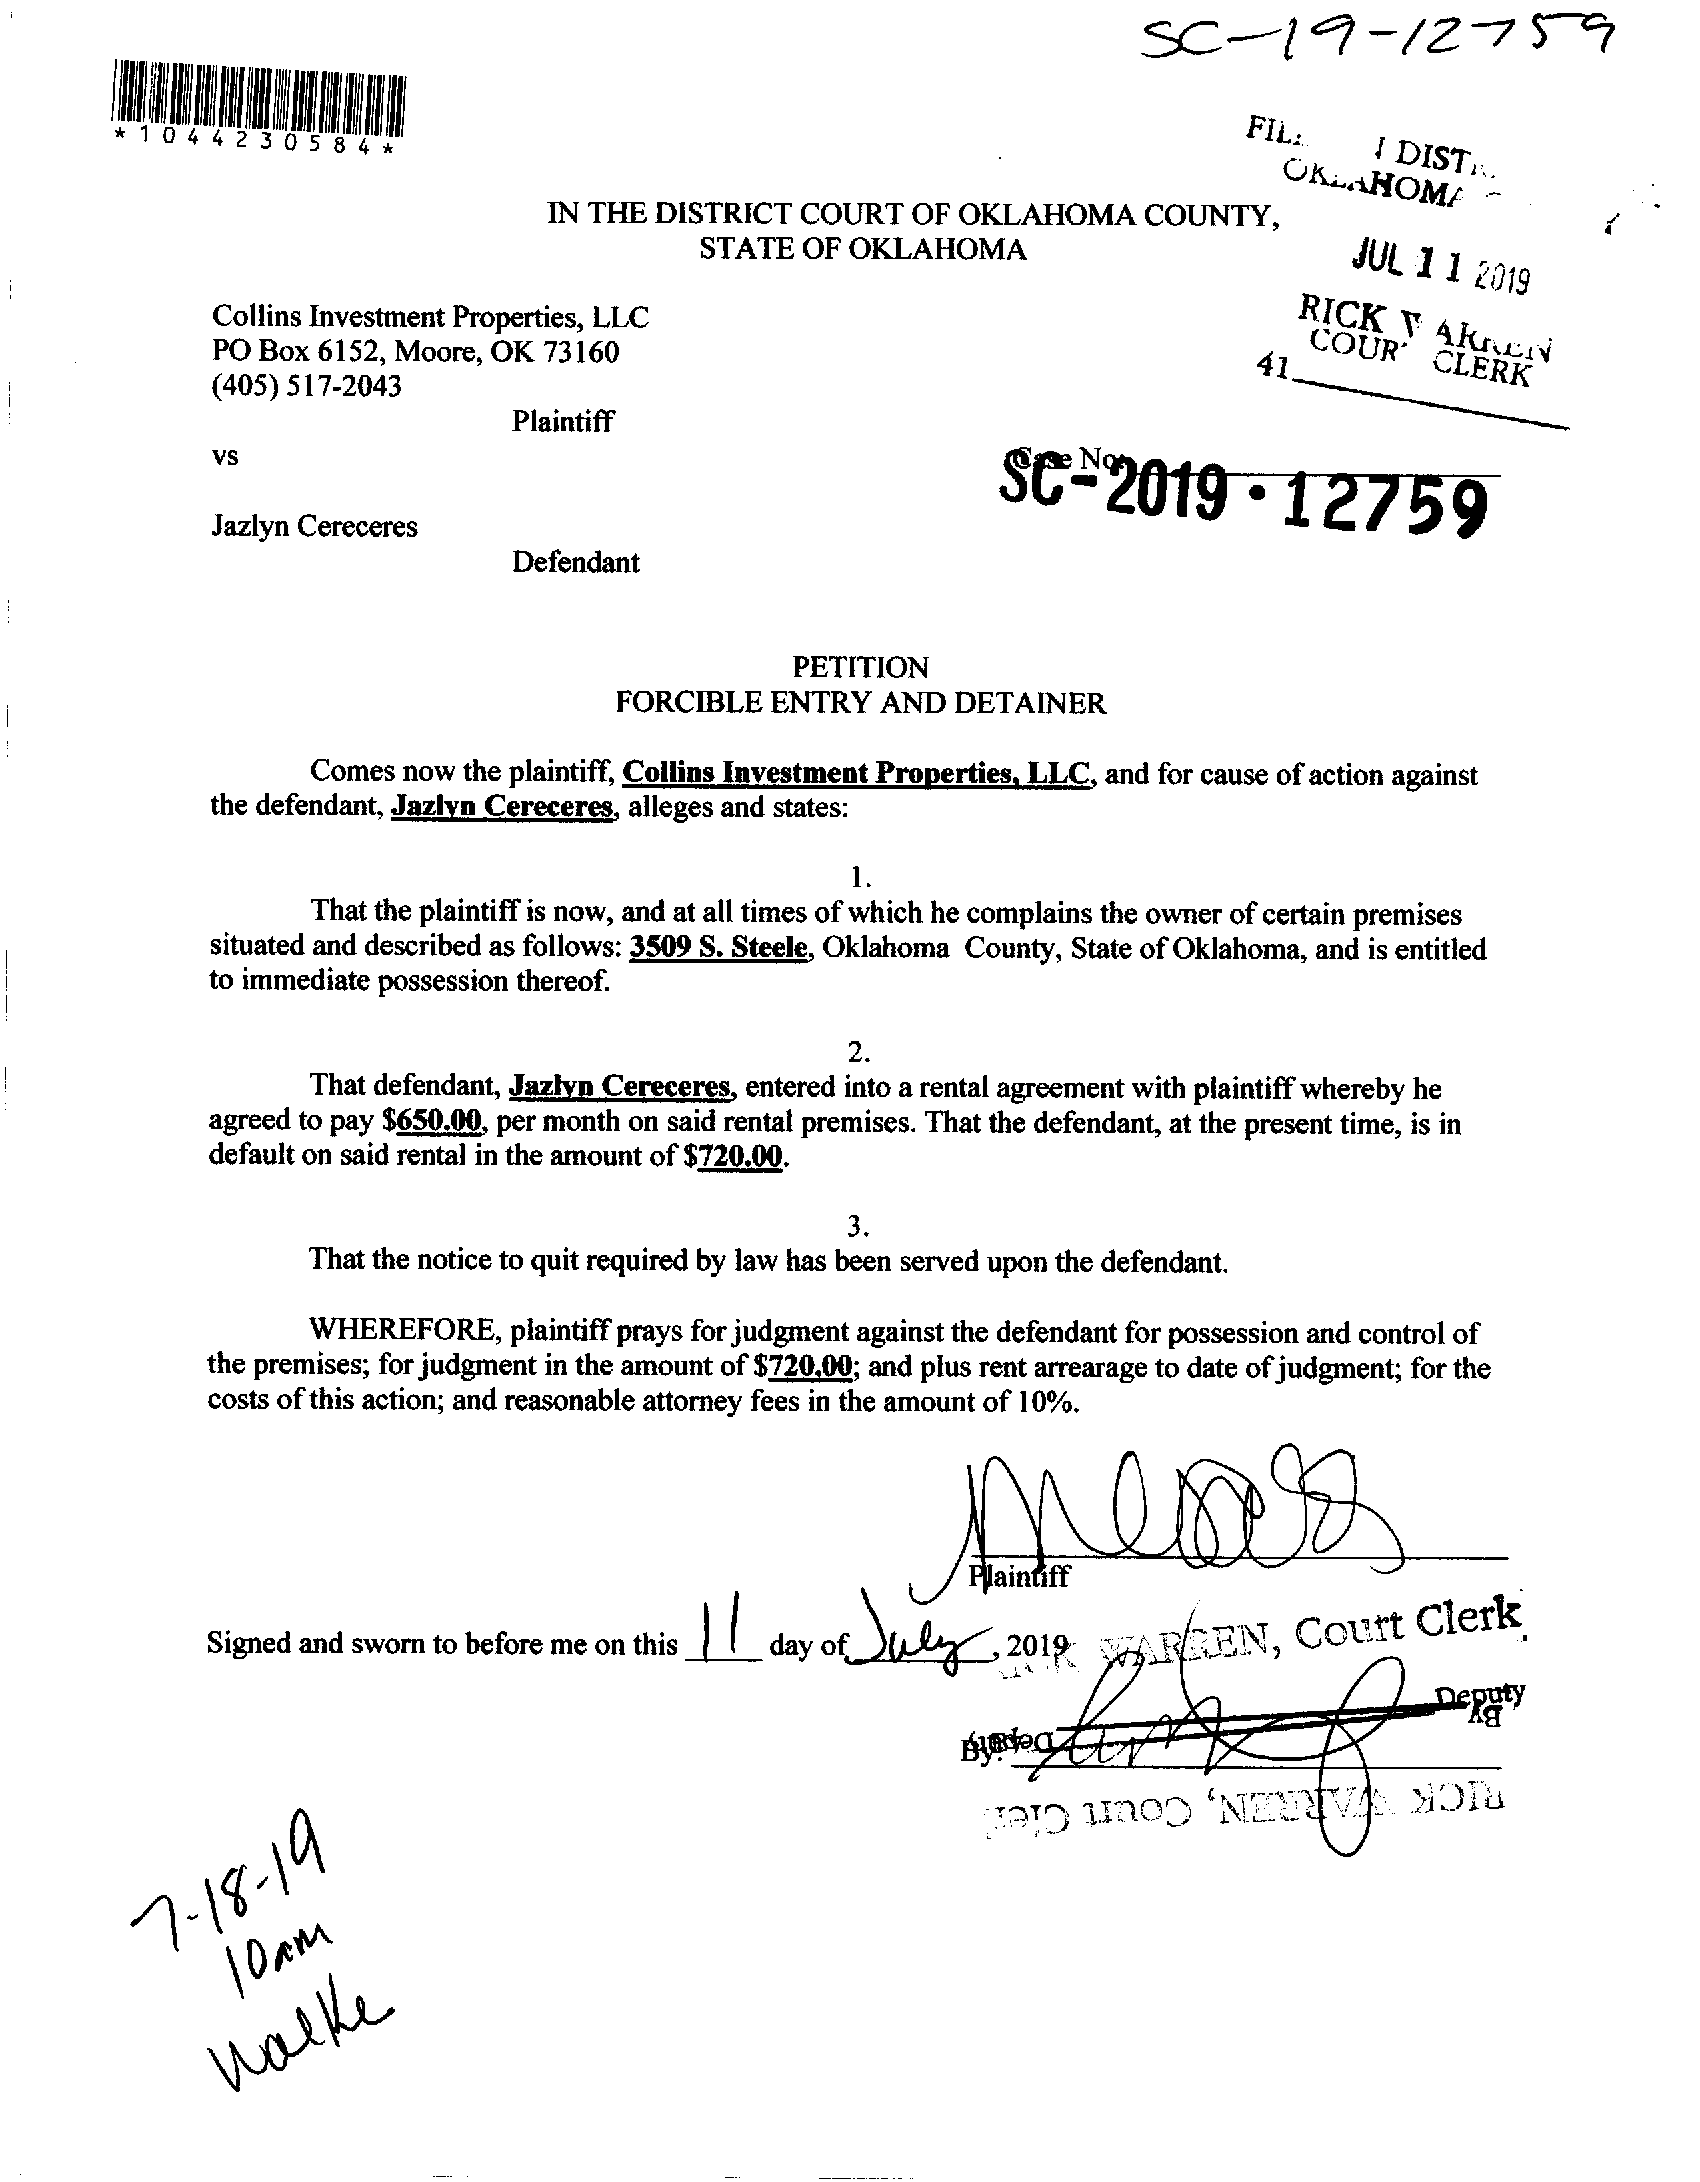 SC-19-12759
*1044230584*
DIST
JUL 11 2019
RICK
CLERK
41
IN THE DISTRICT COURT OF OKLAHOMA COUNTY,
STATE OF OKLAHOMA
Collins Investment Properties, LLC
PO Box 6152, Moore, OK 73160
(405) 517-2043
Plaintiff
vs
Case No.
SC-2019-12759
Jazlyn Cereceres
Defendant
PETITION
FORCIBLE ENTRY AND DETAINER
Comes now the plaintiff, Collins Investment Properties, LLC, and for cause of action against
the defendant, Jazlyn Cereceres, alleges and states:
1.
That the plaintiff is now, and at all times of which he complains the owner of certain premises
situated and described as follows: 3509 S. Steele, Oklahoma County, State of Oklahoma, and is entitled
to immediate possession thereof.
2.
That defendant, Jazlyn Cereceres, entered into a rental agreement with plaintiff whereby he
agreed to pay $650.00, per month on said rental premises. That the defendant, at the present time, is in
default on said rental in the amount of $720.00.
3.
That the notice to quit required by law has been served upon the defendant.
WHEREFORE, plaintiff prays for judgment against the defendant for possession and control of
the premises; for judgment in the amount of $720.00; and plus rent arrearage to date of judgment; for the
costs of this action; and reasonable attorney fees in the amount of 10%.
Plaintiff
Signed and sworn to before me on this 11 day of July, 2019
WARREN, Court Clerk
Deputy
By
By: Deputy
RICK WARREN, Court Clerk
7-18-19
10am
Walke